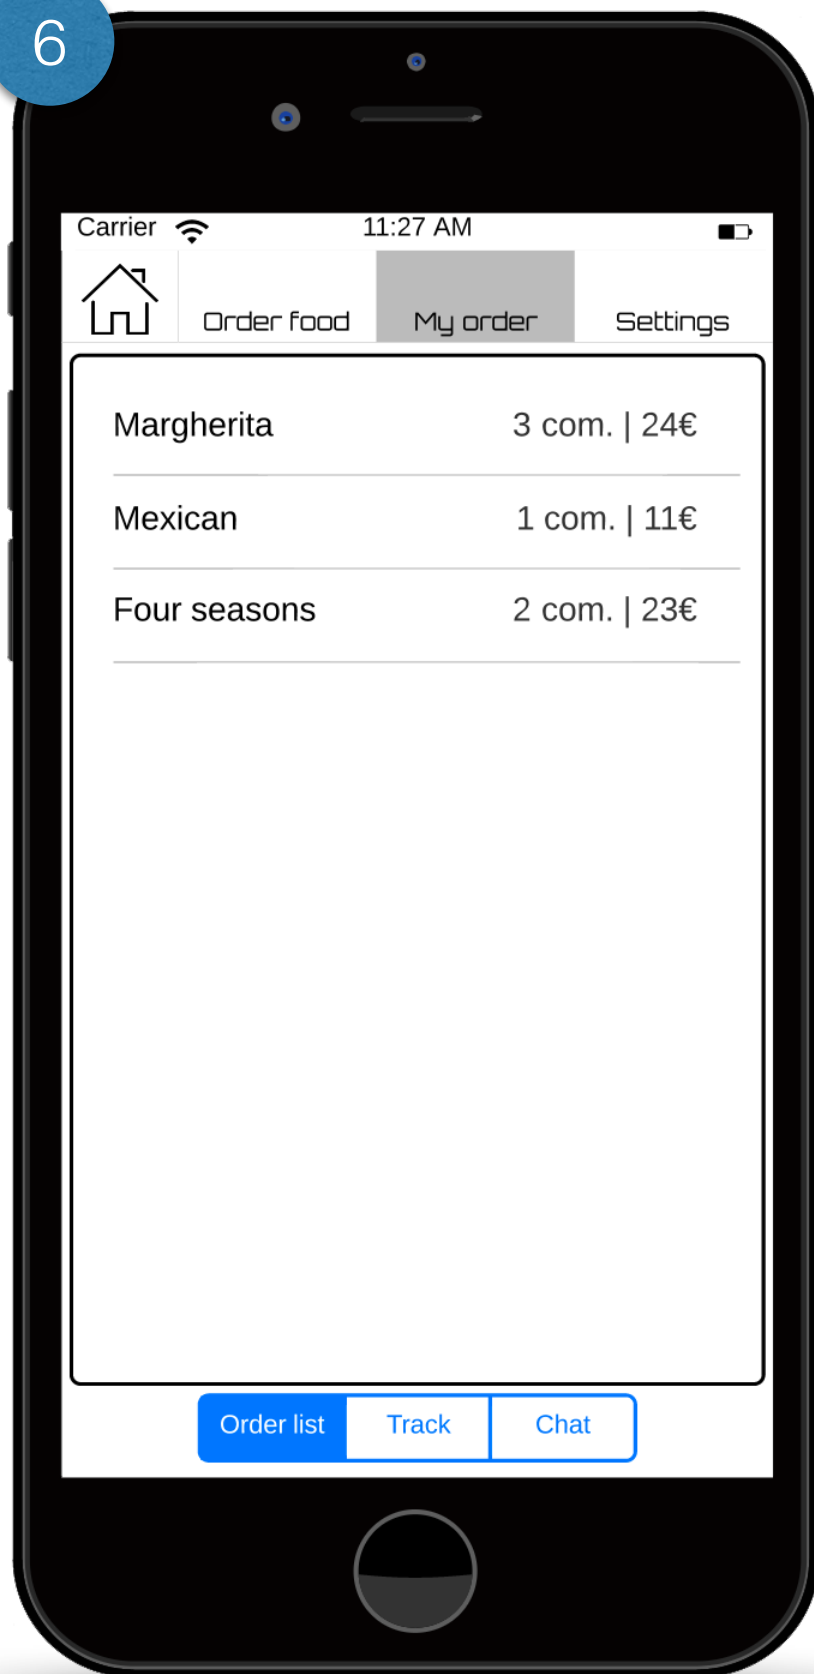 6
Carrier 11:27 AM
Order food My order Settings
Margherita 3 com. | 24€
Mexican 1 com. | 11€
Four seasons 2 com. | 23€
Order list Track Chat